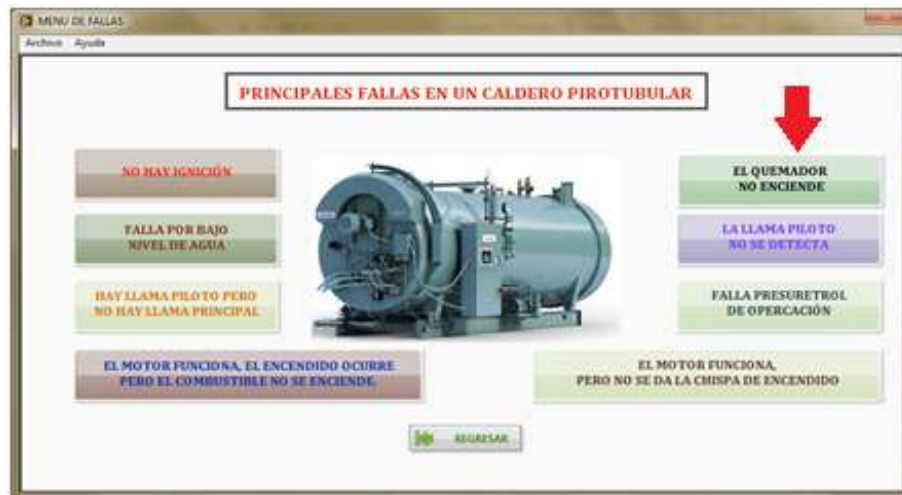 MENU DE FALLAS
Archivo Ayuda
PRINCIPALES FALLAS EN UN CALDERO PIROTUBULAR
NO HAY IGNICIÓN
EL QUEMADOR
NO ENCIENDE
FALLA POR BAJO
NIVEL DE AGUA
LA LLAMA PILOTO
NO SE DETECTA
HAY LLAMA PILOTO PERO
NO HAY LLAMA PRINCIPAL
FALLA PRESURETROL
DE OPERCACIÓN
EL MOTOR FUNCIONA, EL ENCENDIDO OCURRE
PERO EL COMBUSTIBLE NO SE ENCIENDE.
EL MOTOR FUNCIONA,
PERO NO SE DA LA CHISPA DE ENCENDIDO
REGRESAR